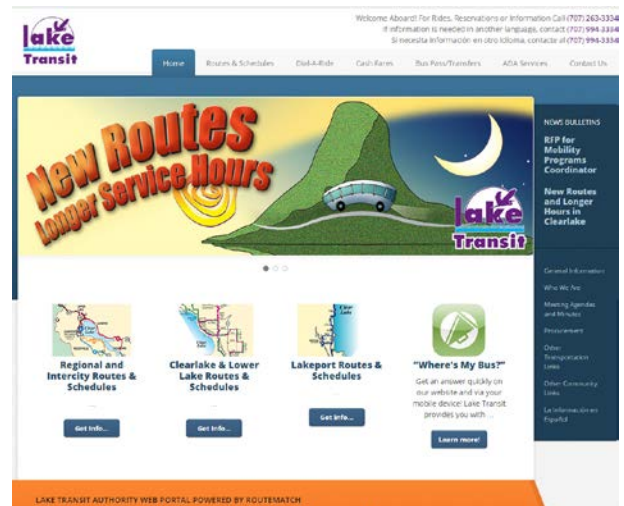 lake
Transit
Welcome Aboard! For Rides, Reservations or Information Call (707) 263-3334
If information is needed in another language, contact (707) 994-3334
Si necesita información en otro idioma, contacte al (707) 994-3334
Home Routes & Schedules Dial-A-Ride Cash Fares Bus Pass/Transfers ADA Services Contact Us
New Routes
Longer Service Hours
lake
Transit
NEWS BULLETINS
RFP for
Mobility
Programs
Coordinator
New Routes
and Longer
Hours in
Clearlake
General Information
Who We Are
Meeting Agendas
and Minutes
Procurement
Other
Transportation
Links
Other Community
Links
La Información en
Español
Regional and
Intercity Routes &
Schedules
...
Get Info...
Clearlake & Lower
Lake Routes &
Schedules
...
Get Info...
Lakeport Routes &
Schedules
...
Get Info...
"Where's My Bus?"
Get an answer quickly on
our website and via your
mobile device! Lake Transit
provides you with ...
Learn more!
LAKE TRANSIT AUTHORITY WEB PORTAL POWERED BY ROUTEMATCH